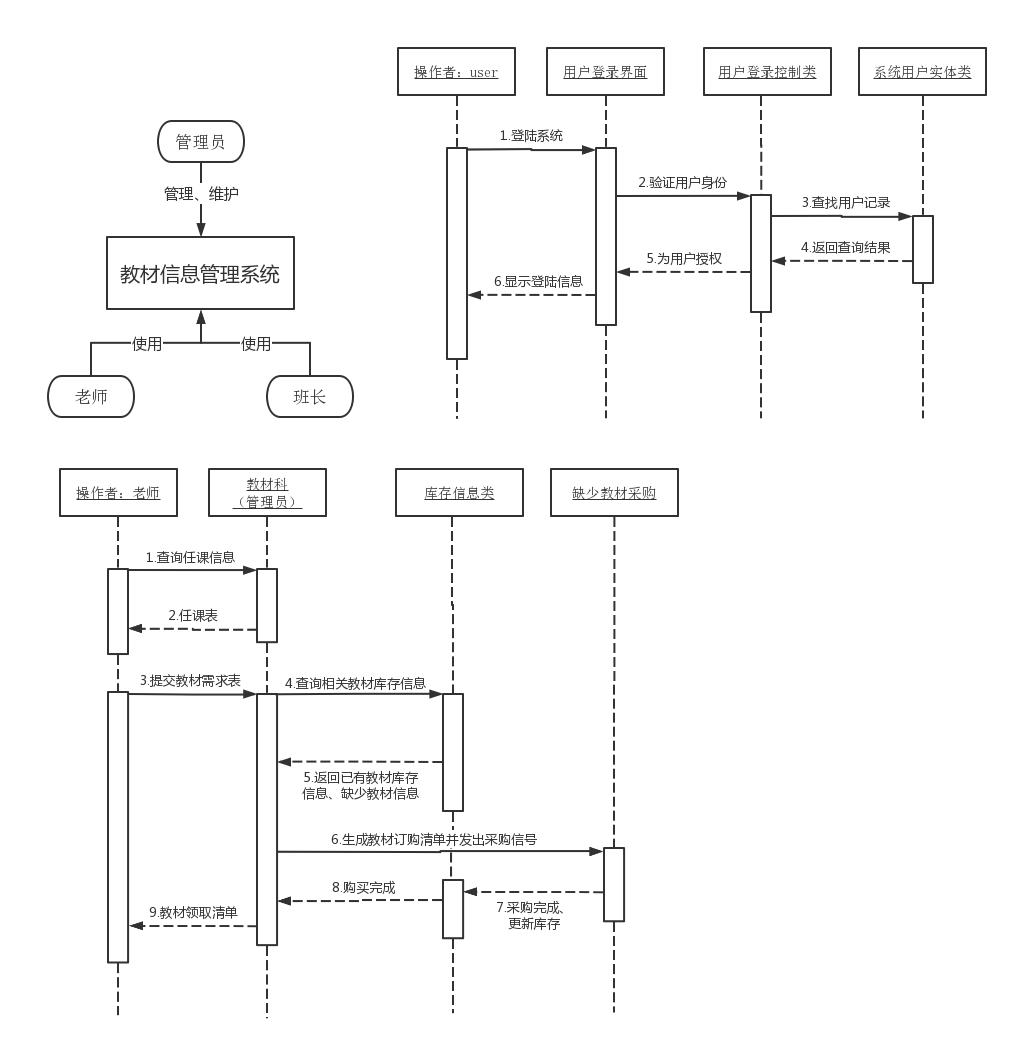 管理员
管理、维护
教材信息管理系统
使用
使用
老师
班长
操作者：user
用户登录界面
用户登录控制类
系统用户实体类
1.登陆系统
2.验证用户身份
3.查找用户记录
4.返回查询结果
5.为用户授权
6.显示登陆信息
操作者：老师
教材科
（管理员）
库存信息类
缺少教材采购
1.查询任课信息
2.任课表
3.提交教材需求表
4.查询相关教材库存信息
5.返回已有教材库存
信息、缺少教材信息
6.生成教材订购清单并发出采购信号
7.采购完成、
更新库存
8.购买完成
9.教材领取清单